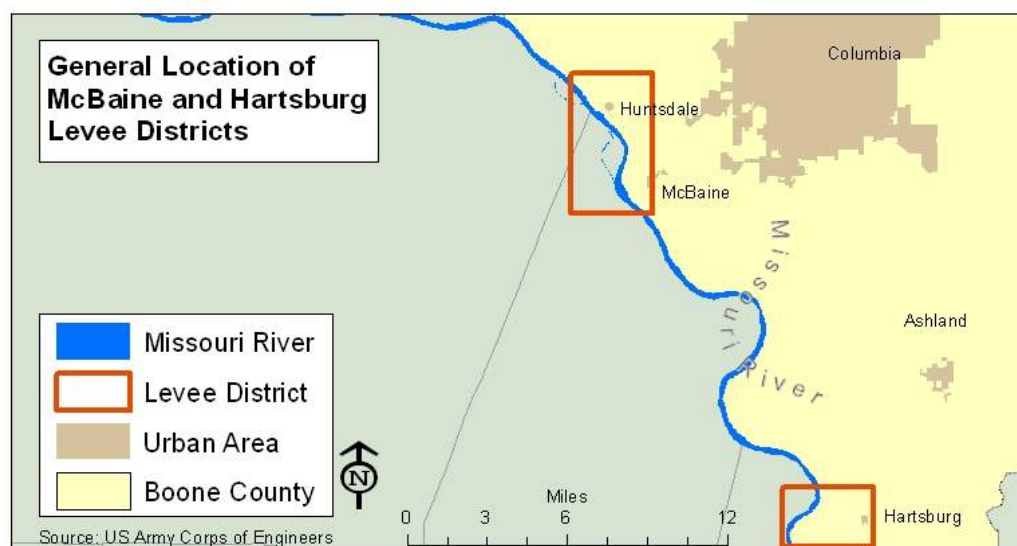 General Location of
McBaine and Hartsburg
Levee Districts
Columbia
Huntsdale
McBaine
Missouri River
Ashland
Missouri River
Levee District
Urban Area
Boone County
N
Miles
0 3 6 12
Hartsburg
Source: US Army Corps of Engineers